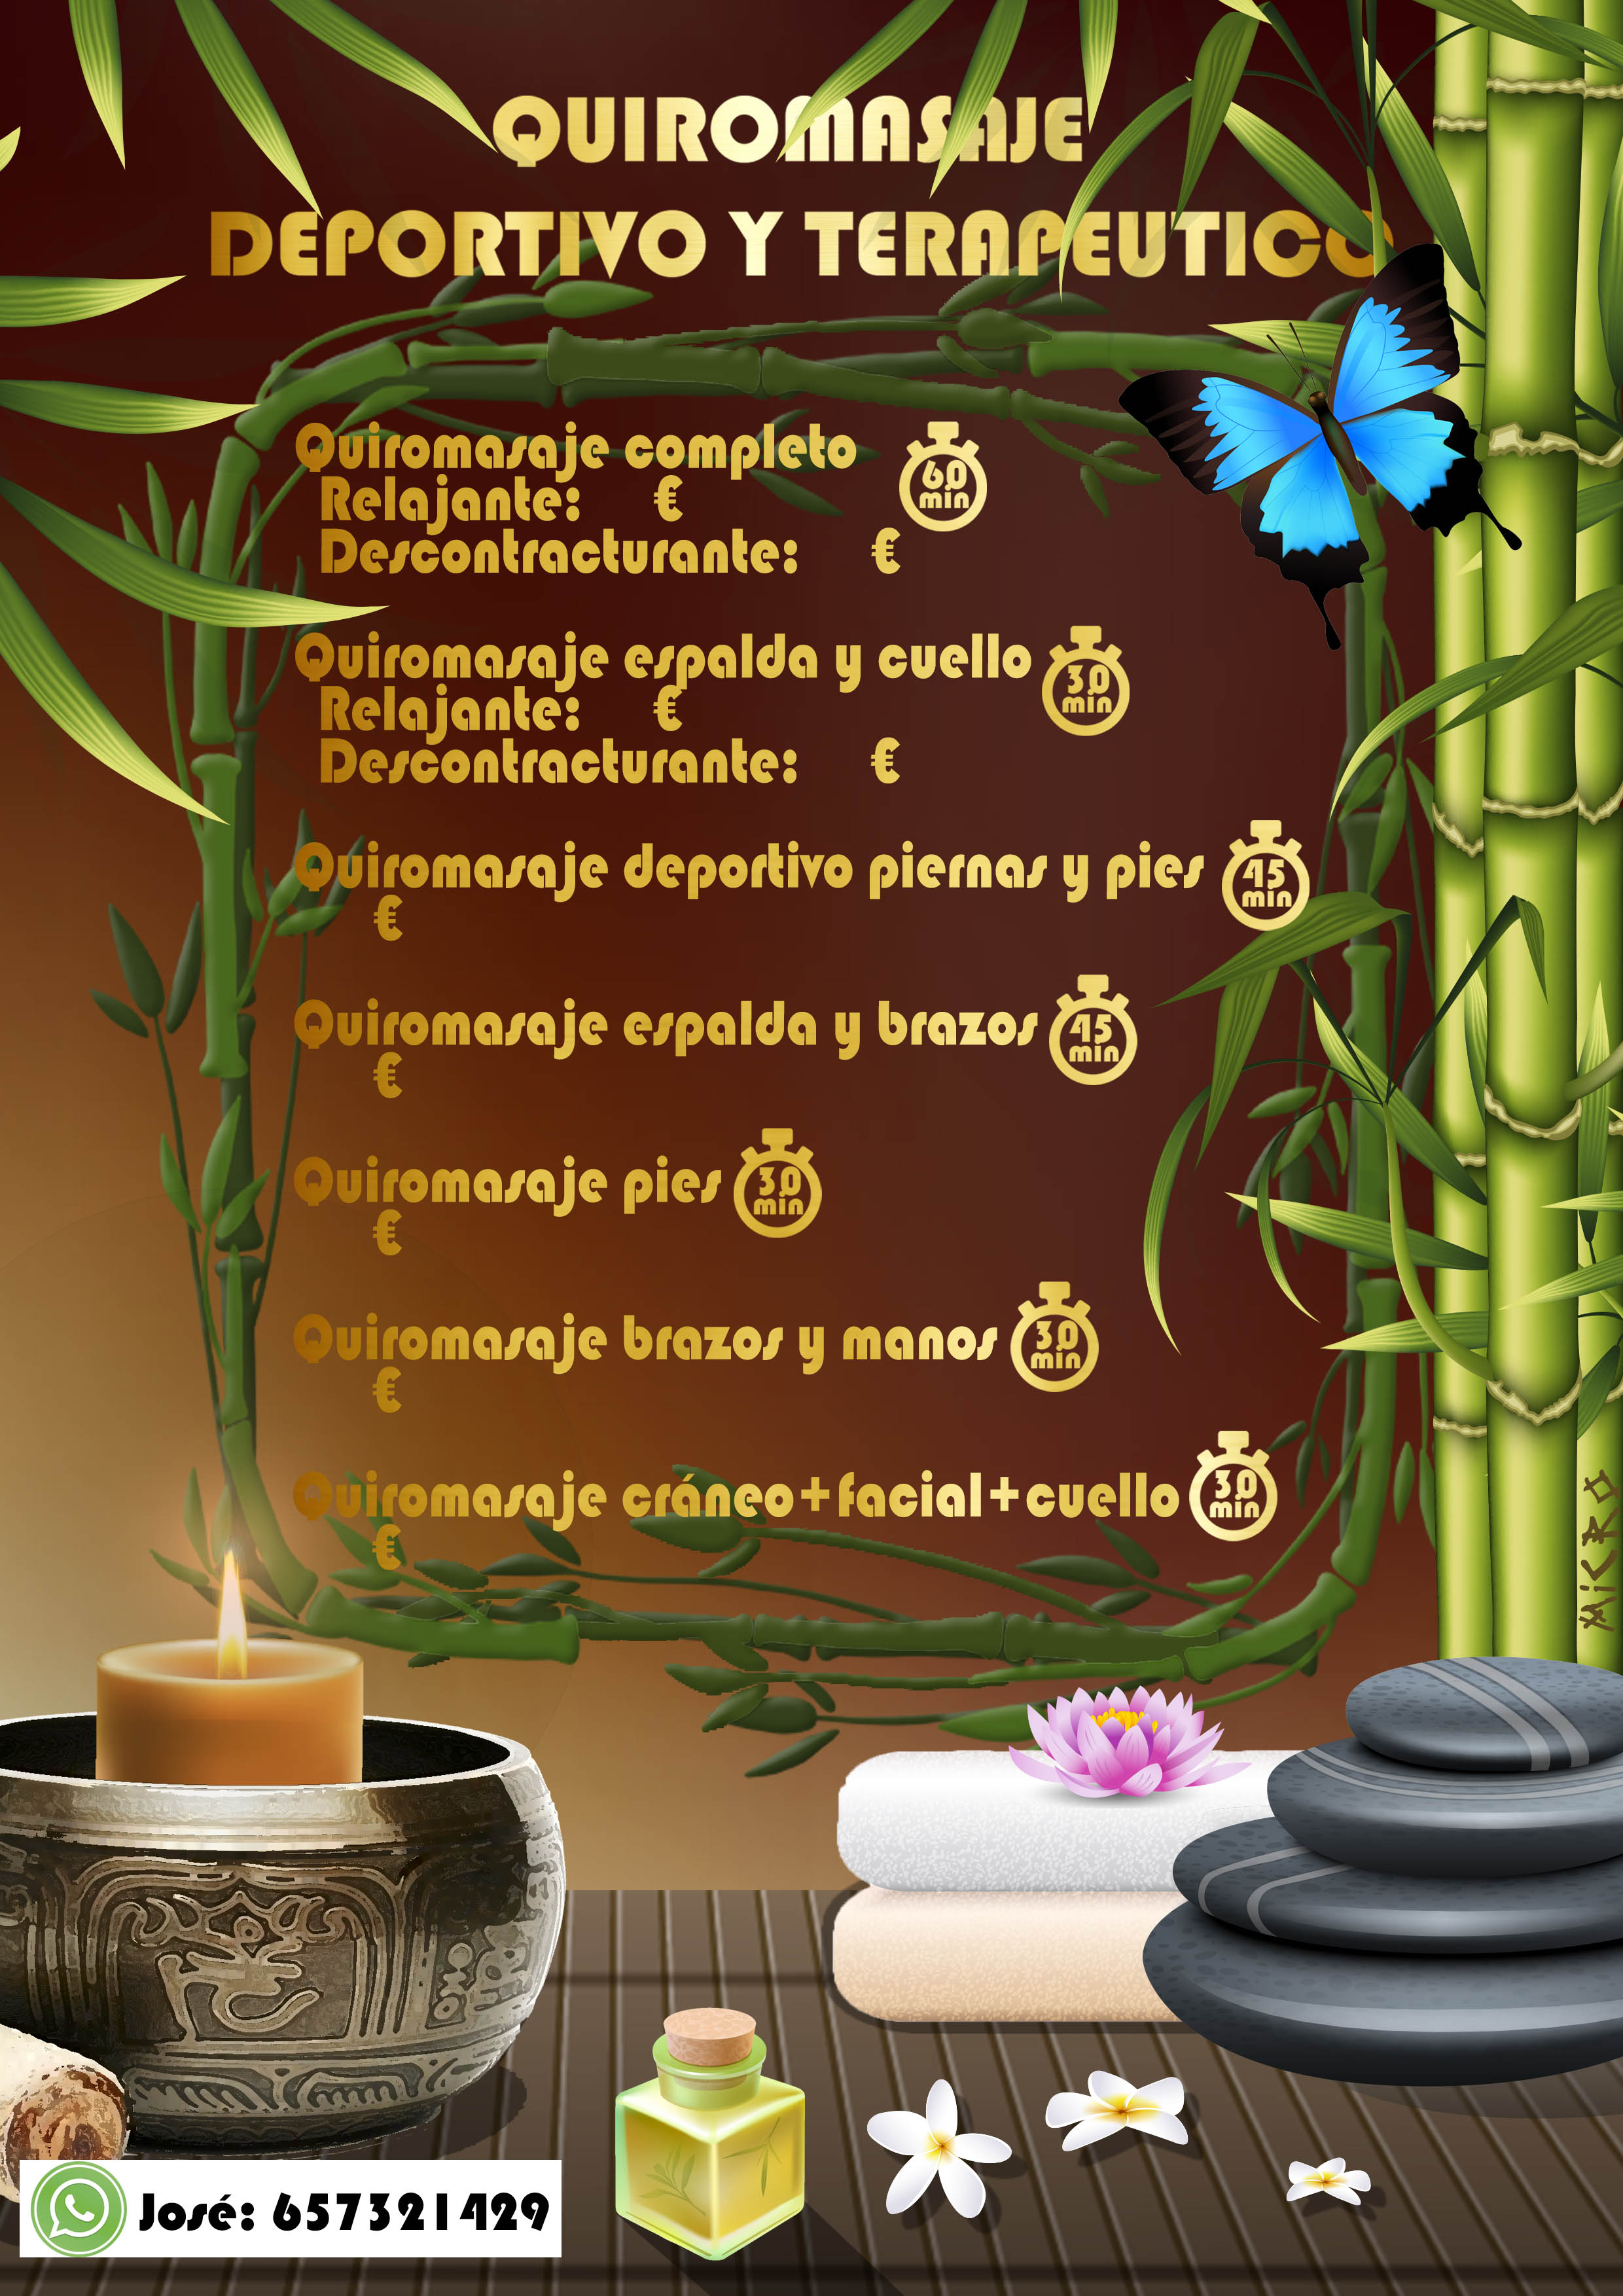 QUIROMASAJE
DEPORTIVO Y TERAPEUTICO
Quiromasaje completo 60 min
Relajante: €
Descontracturante: €
Quiromasaje espalda y cuello 30 min
Relajante: €
Descontracturante: €
Quiromasaje deportivo piernas y pies 45 min
€
Quiromasaje espalda y brazos 45 min
€
Quiromasaje pies 30 min
€
Quiromasaje brazos y manos 30 min
€
Quiromasaje cráneo+facial+cuello 30 min
€
MiCRO
José: 657321429